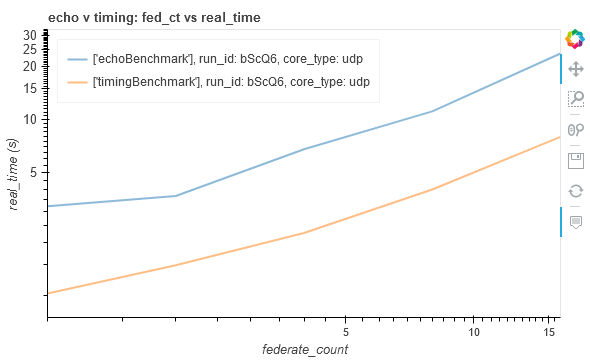 echo v timing: fed_ct vs real_time
['echoBenchmark'], run_id: bScQ6, core_type: udp
['timingBenchmark'], run_id: bScQ6, core_type: udp
real_time (s)
30
25
20
15
10
5
5
10
15
federate_count